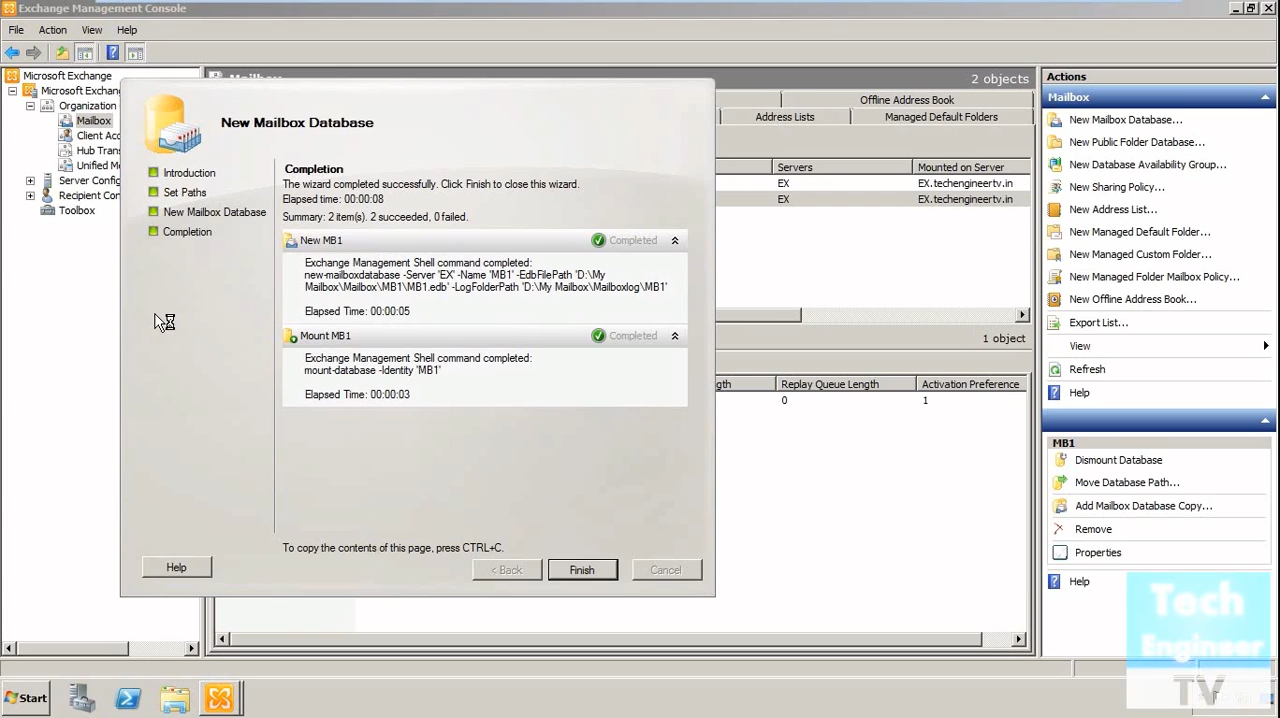 Exchange Management Console
File Action View Help
Microsoft Exchange
Microsoft Exchan
Organization
Mailbox
Client Acc
Hub Trans
Unified Me
Server Config
Recipient Con
Toolbox
2 objects
Offline Address Book
Address Lists
Managed Default Folders
Servers Mounted on Server
EX EX.techengineertv.in
EX EX.techengineertv.in
1 object
gth Replay Queue Length Activation Preference
0 1
New Mailbox Database
Introduction
Set Paths
New Mailbox Database
Completion
Completion
The wizard completed successfully. Click Finish to close this wizard.
Elapsed time: 00:00:08
Summary: 2 item(s). 2 succeeded, 0 failed.
New MB1 Completed
Exchange Management Shell command completed:
new-mailboxdatabase -Server 'EX' -Name 'MB1' -EdbFilePath 'D:\My
Mailbox\Mailbox\MB1\MB1.edb' -LogFolderPath 'D:\My Mailbox\Mailboxlog\MB1'
Elapsed Time: 00:00:05
Mount MB1 Completed
Exchange Management Shell command completed:
mount-database -Identity 'MB1'
Elapsed Time: 00:00:03
To copy the contents of this page, press CTRL+C.
Help < Back Finish Cancel
Actions
Mailbox
New Mailbox Database...
New Public Folder Database...
New Database Availability Group...
New Sharing Policy...
New Address List...
New Managed Default Folder...
New Managed Custom Folder...
New Managed Folder Mailbox Policy...
New Offline Address Book...
Export List...
View
Refresh
Help
MB1
Dismount Database
Move Database Path...
Add Mailbox Database Copy...
Remove
Properties
Help
Tech
Engineer
TV
Start